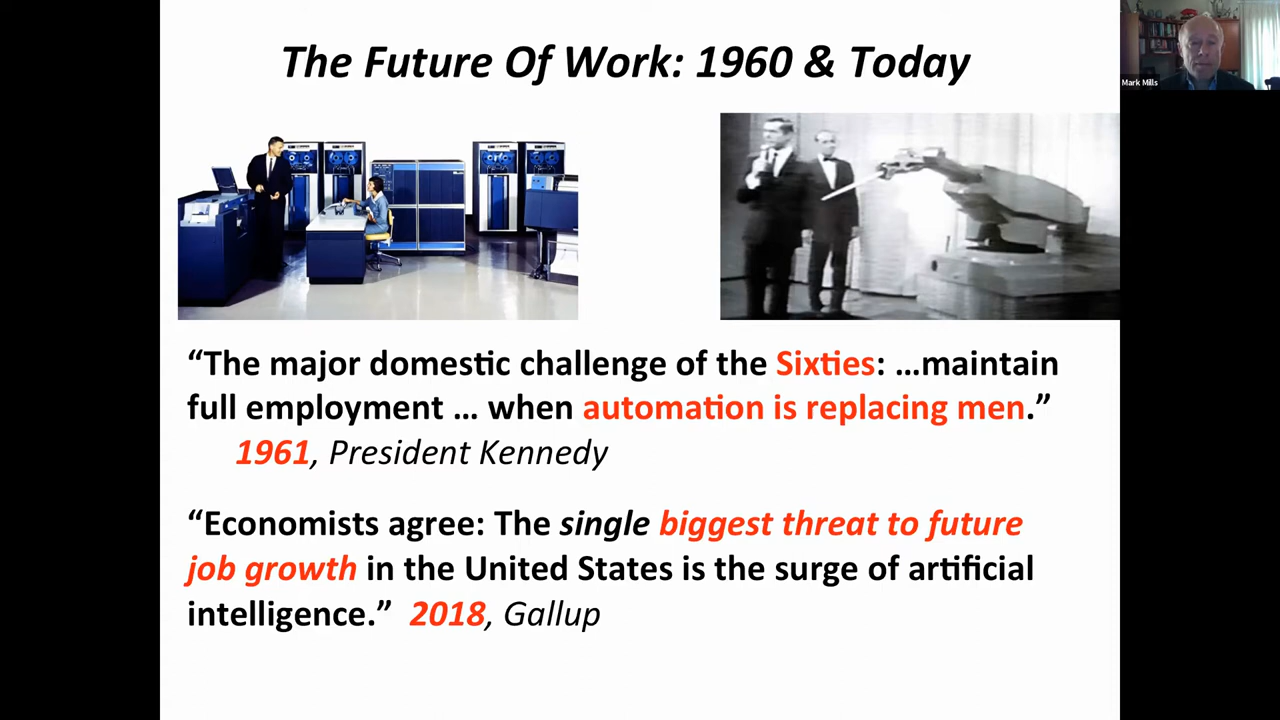 The Future Of Work: 1960 & Today
Mark Mills
“The major domestic challenge of the Sixties: …maintain
full employment … when automation is replacing men.”
1961, President Kennedy
“Economists agree: The single biggest threat to future
job growth in the United States is the surge of artificial
intelligence.” 2018, Gallup